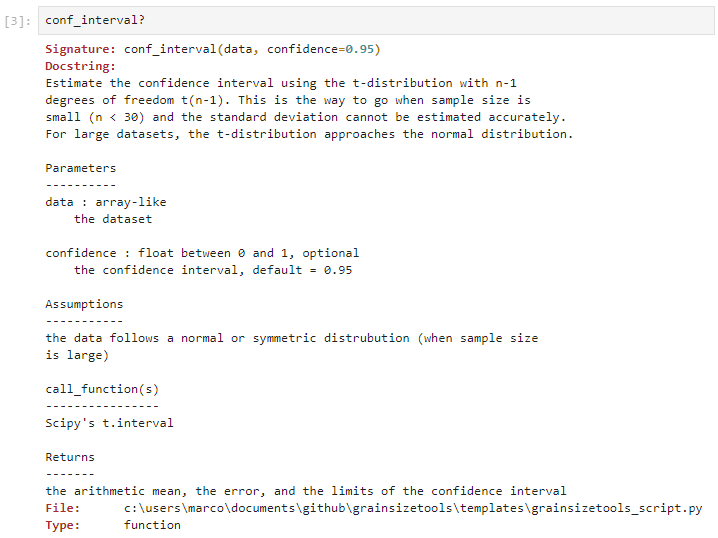 [3]: conf_interval?
Signature: conf_interval(data, confidence=0.95)
Docstring:
Estimate the confidence interval using the t-distribution with n-1
degrees of freedom t(n-1). This is the way to go when sample size is
small (n < 30) and the standard deviation cannot be estimated accurately.
For large datasets, the t-distribution approaches the normal distribution.
Parameters
----------
data : array-like
    the dataset
confidence : float between 0 and 1, optional
    the confidence interval, default = 0.95
Assumptions
-----------
the data follows a normal or symmetric distrubution (when sample size
is large)
call_function(s)
----------------
Scipy's t.interval
Returns
-------
the arithmetic mean, the error, and the limits of the confidence interval
File:      c:\users\marco\documents\github\grainsizetools\templates\grainsizetools_script.py
Type:      function